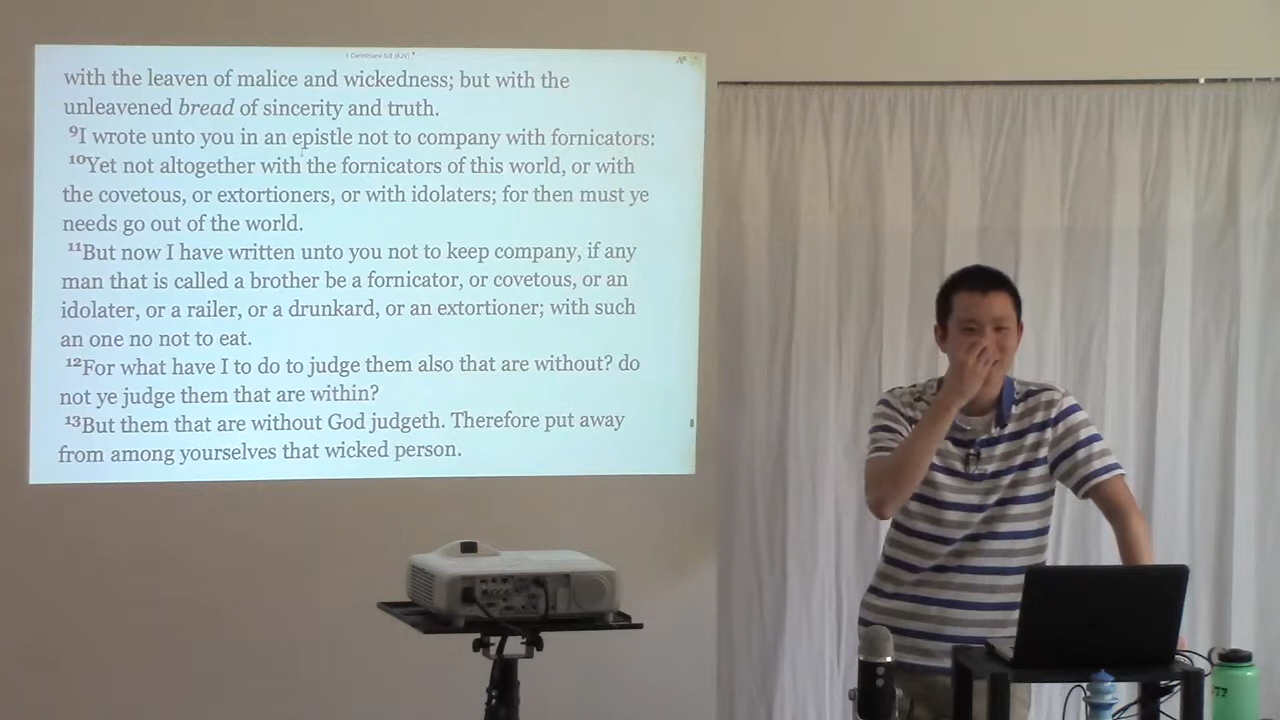 1 Corinthians 5:8 (KJV)
with the leaven of malice and wickedness; but with the
unleavened bread of sincerity and truth.
⁹I wrote unto you in an epistle not to company with fornicators:
¹⁰Yet not altogether with the fornicators of this world, or with
the covetous, or extortioners, or with idolaters; for then must ye
needs go out of the world.
¹¹But now I have written unto you not to keep company, if any
man that is called a brother be a fornicator, or covetous, or an
idolater, or a railer, or a drunkard, or an extortioner; with such
an one no not to eat.
¹²For what have I to do to judge them also that are without? do
not ye judge them that are within?
¹³But them that are without God judgeth. Therefore put away
from among yourselves that wicked person.